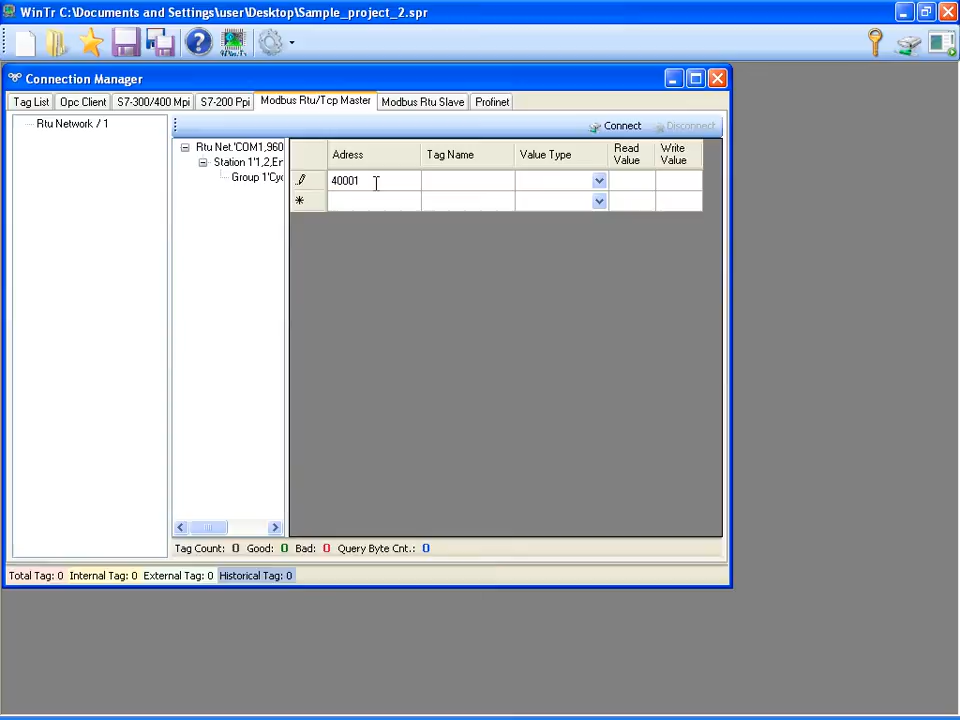 WinTr C:\Documents and Settings\user\Desktop\Sample_project_2.spr
Connection Manager
Tag List Opc Client S7-300/400 Mpi S7-200 Ppi Modbus Rtu/Tcp Master Modbus Rtu Slave Profinet
Rtu Network / 1
Connect Disconnect
Rtu Net.'COM1,960
Station 1'1,2,Er
Group 1'Cyc
Adress Tag Name Value Type Read Value Write Value
40001
Tag Count: 0 Good: 0 Bad: 0 Query Byte Cnt.: 0
Total Tag: 0 Internal Tag: 0 External Tag: 0 Historical Tag: 0